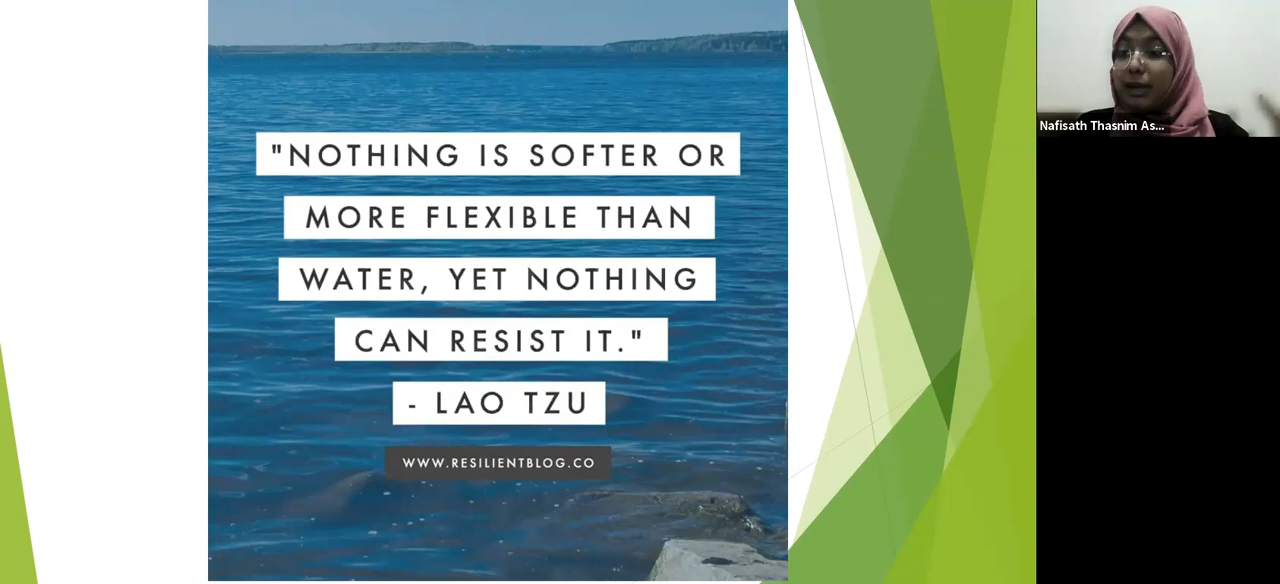 "NOTHING IS SOFTER OR
MORE FLEXIBLE THAN
WATER, YET NOTHING
CAN RESIST IT."
- LAO TZU
WWW.RESILIENTBLOG.CO
Nafisath Thasnim As...